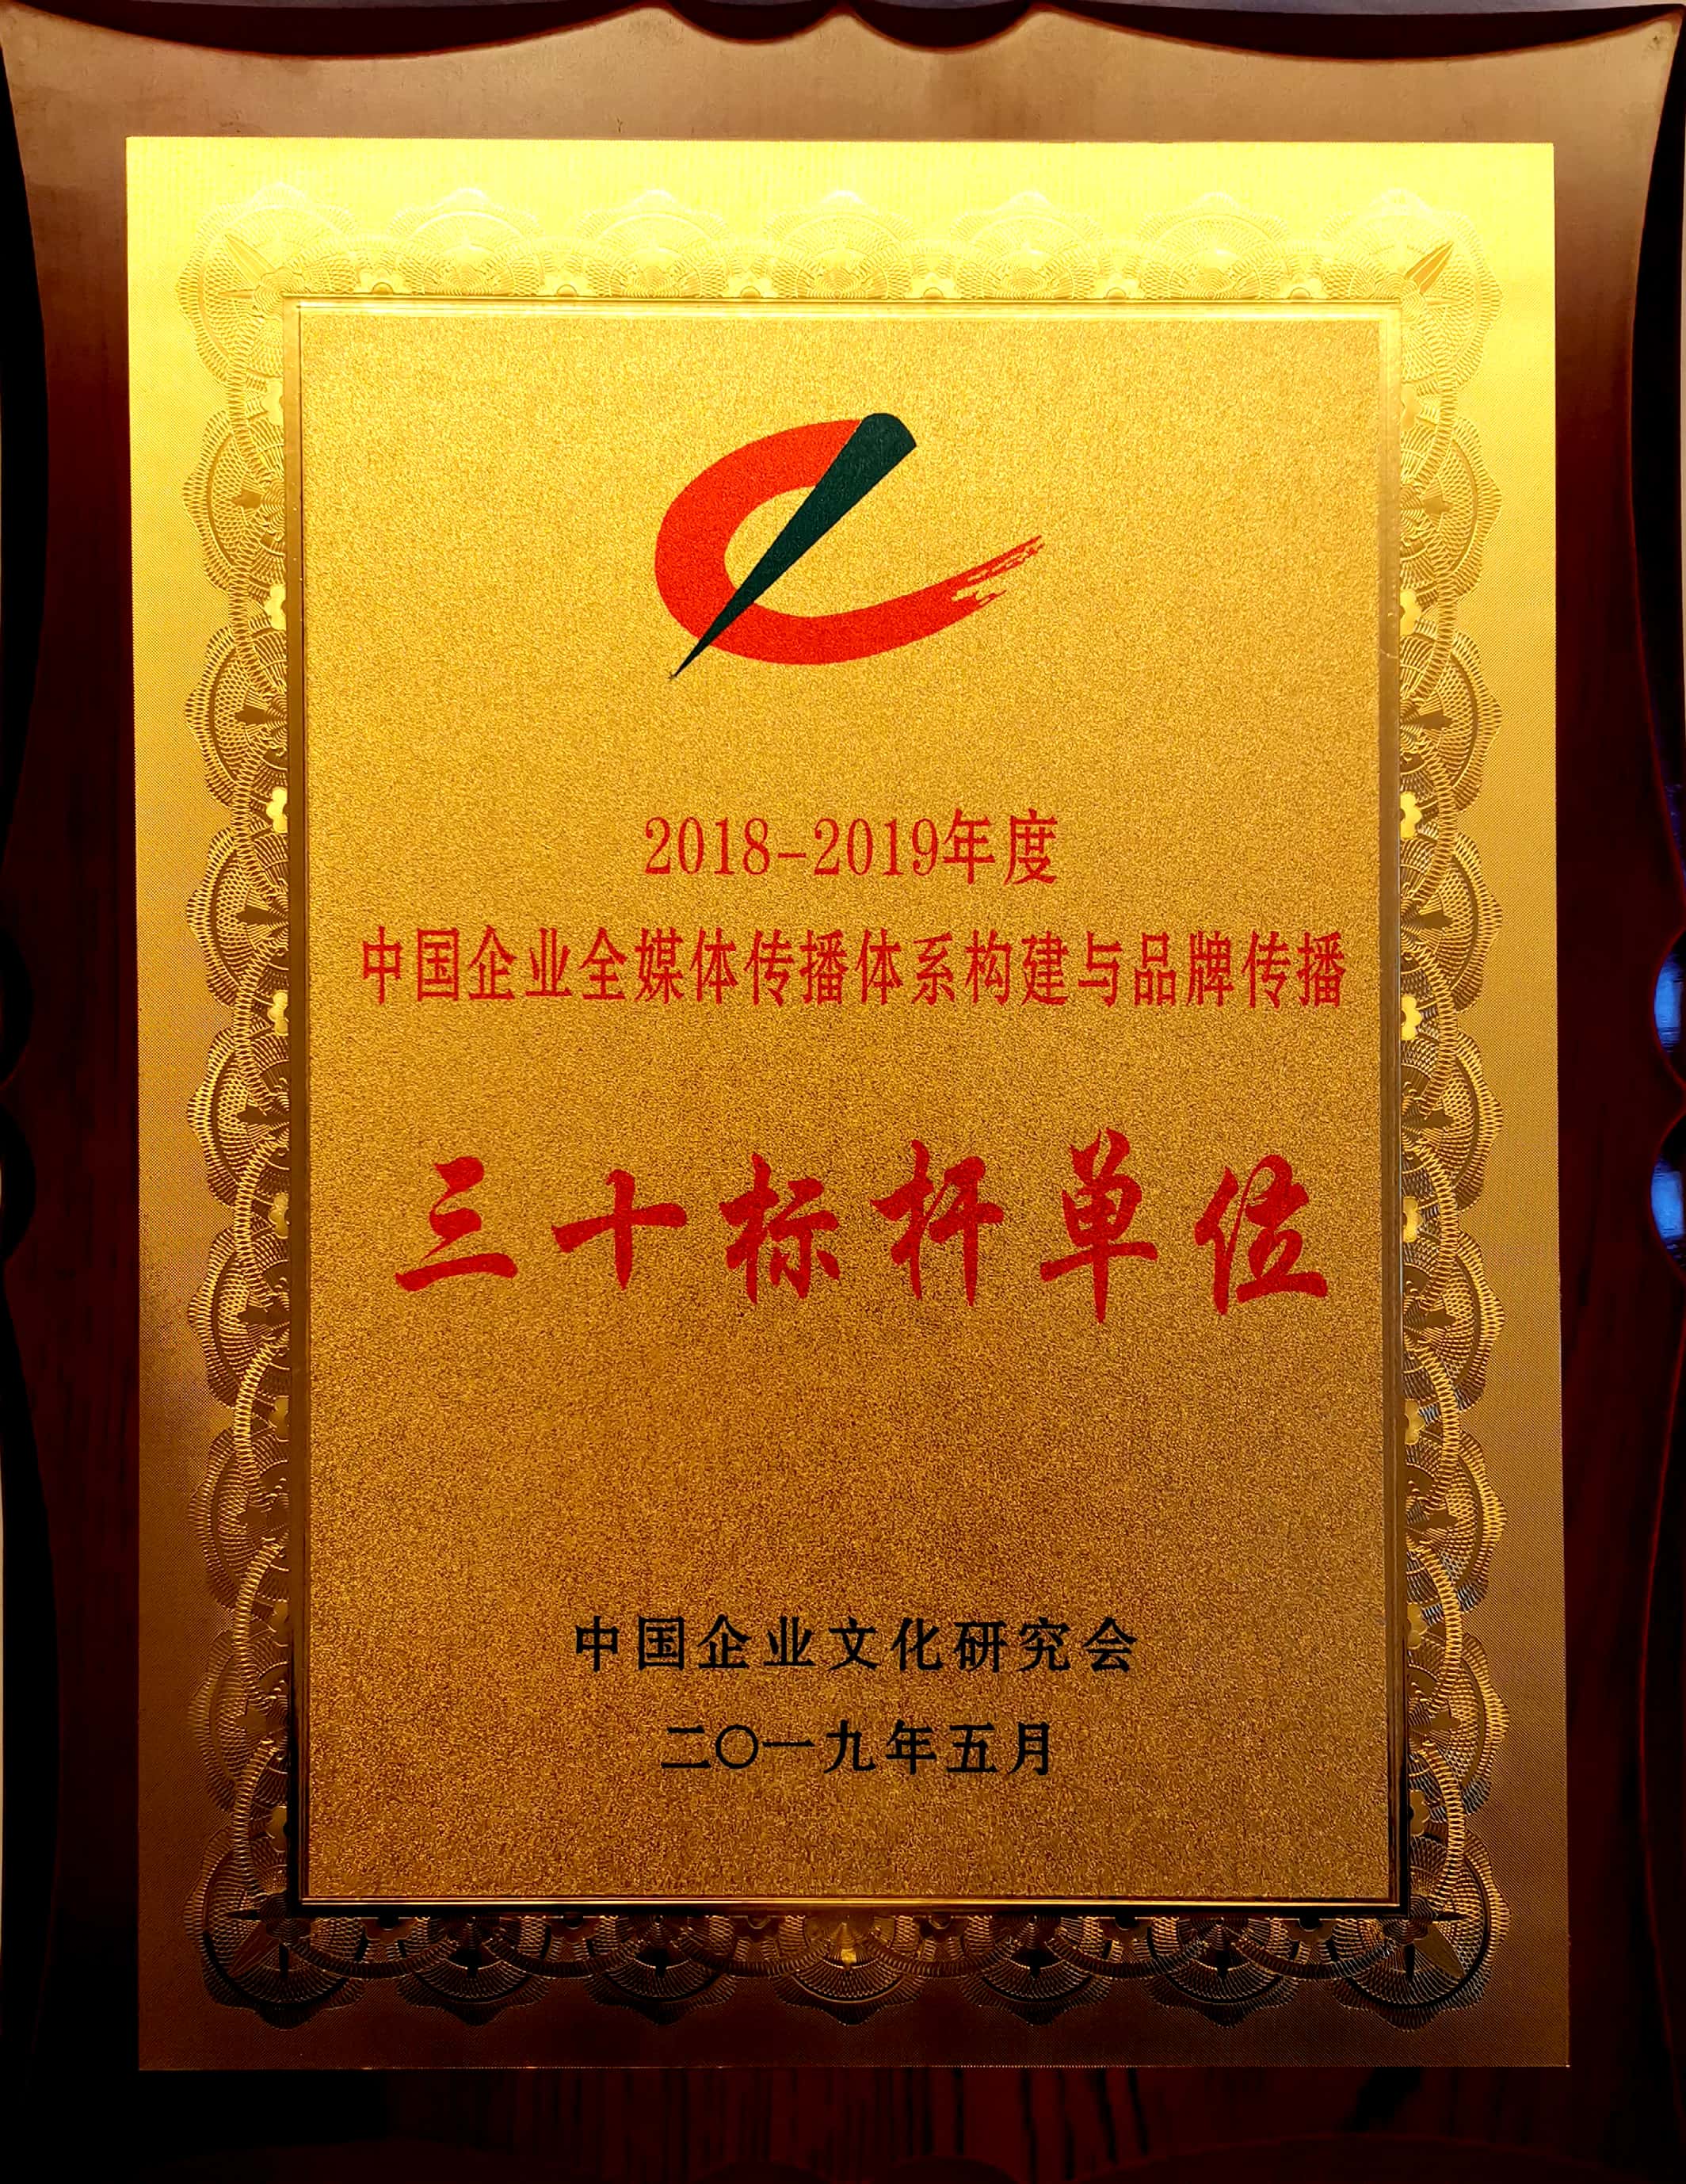 2018-2019年度
中国企业全媒体传播体系构建与品牌传播
三十标杆单位
中国企业文化研究会
二〇一九年五月